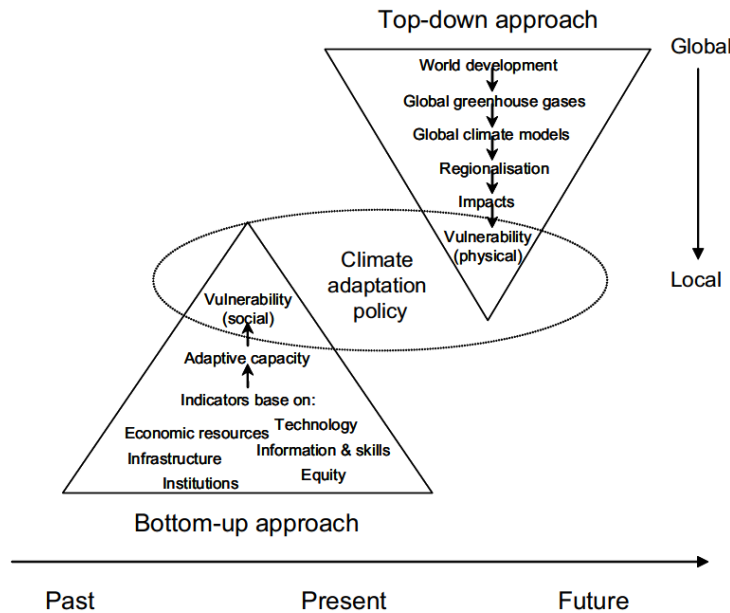 Top-down approach
Global
World development
Global greenhouse gases
Global climate models
Regionalisation
Impacts
Vulnerability
(physical)
Climate
adaptation
policy
Local
Vulnerability
(social)
Adaptive capacity
Indicators base on:
Technology
Economic resources
Information & skills
Infrastructure
Equity
Institutions
Bottom-up approach
Past
Present
Future